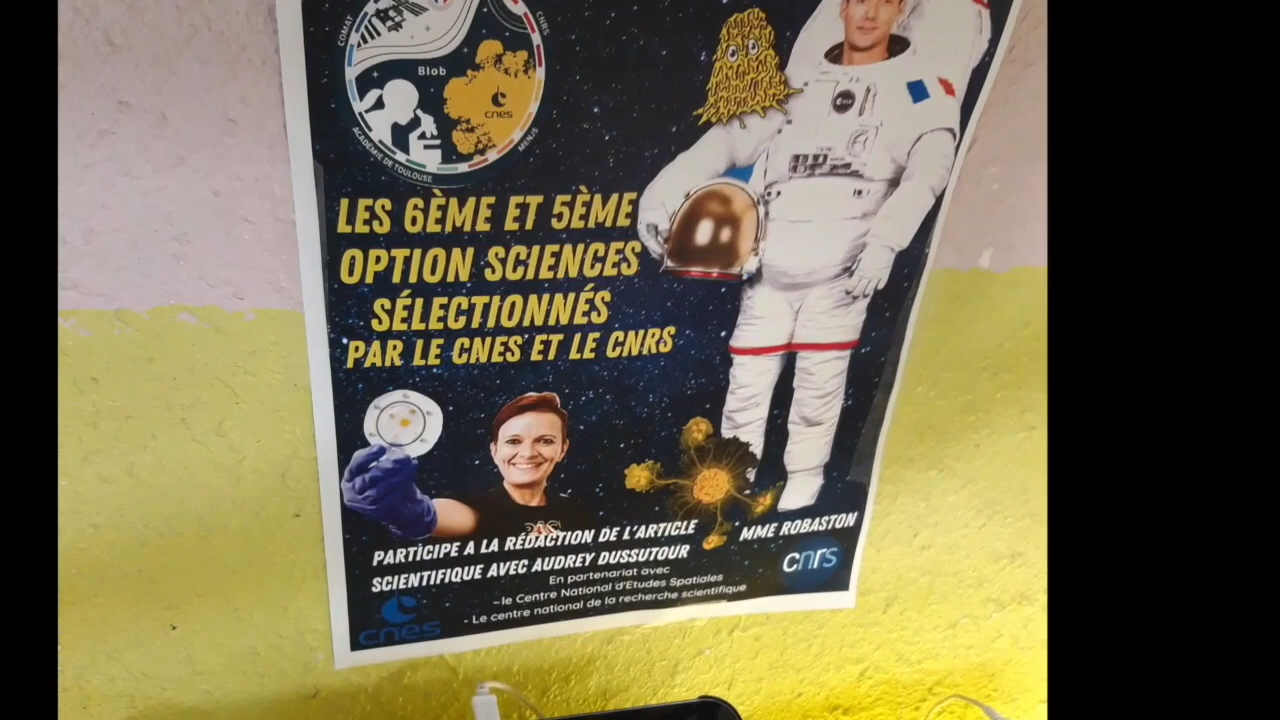 COMAT
CNRS
Blob
cnes
ACADÉMIE DE TOULOUSE
MENJS
LES 6ÈME ET 5ÈME
OPTION SCIENCES
SÉLECTIONNÉS
PAR LE CNES ET LE CNRS
PARTICIPE A LA RÉDACTION DE L'ARTICLE
SCIENTIFIQUE AVEC AUDREY DUSSUTOUR
MME ROBASTON
cnrs
En partenariat avec
- le Centre National d'Etudes Spatiales
- Le centre national de la recherche scientifique
cnes